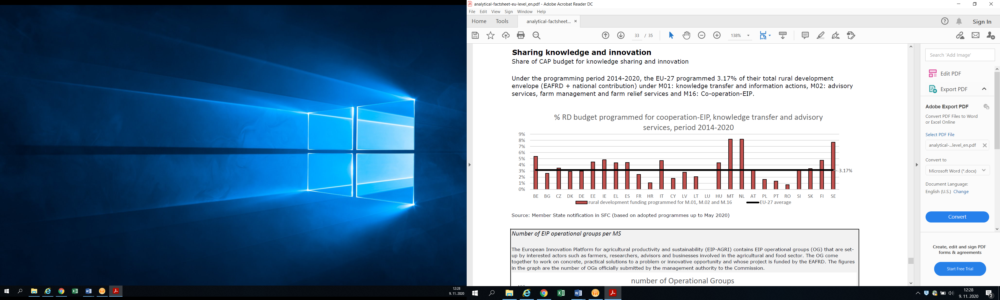 12:28
9. 11. 2020
analytical-factsheet-eu-level_en.pdf - Adobe Acrobat Reader DC
File Edit View Sign Window Help
Home Tools analytical-factsheet... ×
Sign In
33 / 35
138%
Sharing knowledge and innovation
Share of CAP budget for knowledge sharing and innovation
Under the programming period 2014-2020, the EU-27 programmed 3.17% of their total rural development
envelope (EAFRD + national contribution) under M01: knowledge transfer and information actions, M02: advisory
services, farm management and farm relief services and M16: Co-operation-EIP.
% RD budget programmed for cooperation-EIP, knowledge transfer and advisory
services, period 2014-2020
9%
8%
7%
6%
5%
4%
3%
2%
1%
0%
3.17%
BE BG CZ DK DE EE IE EL ES FR HR IT CY LV LT LU HU MT NL AT PL PT RO SI SK FI SE
rural development funding programmed for M.01, M.02 and M.16 EU-27 average
Source: Member State notification in SFC (based on adopted programmes up to May 2020)
Number of EIP operational groups per MS
The European Innovation Platform for agricultural productivity and sustainability (EIP-AGRI) contains EIP operational groups (OG) that are set-
up by interested actors such as farmers, researchers, advisors and businesses involved in the agricultural and food sector. The OG come
together to work on concrete, practical solutions to a problem or innovative opportunity and whose project is funded by the EAFRD. The figures
in the graph are the number of OGs officially submitted by the management authority to the Commission.
number of Operational Groups
Search 'Add Image'
Edit PDF
Export PDF
Adobe Export PDF
Convert PDF Files to Word
or Excel Online
Select PDF File
analytical-...level_en.pdf
Convert to
Microsoft Word (*.docx)
Document Language:
English (U.S.) Change
Convert
Create, edit and sign PDF
forms & agreements
Start Free Trial
12:28
9. 11. 2020
2